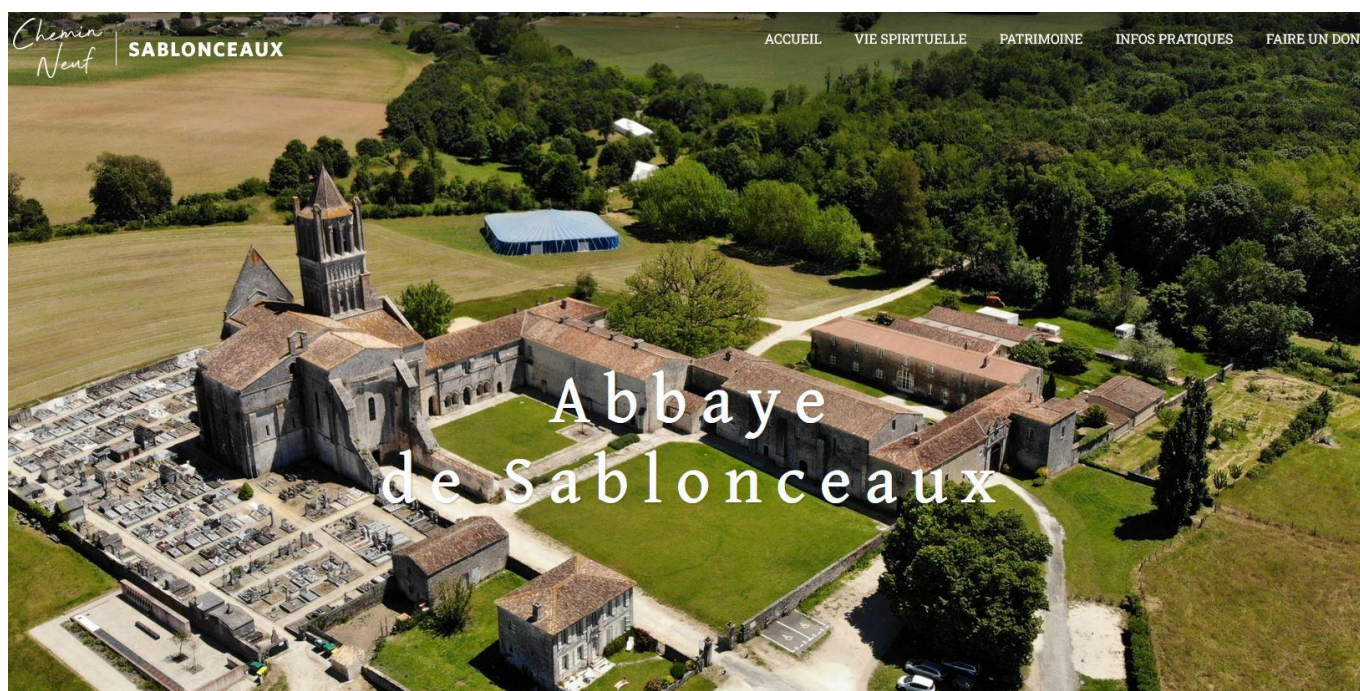 Chemin
Neuf
SABLONCEAUX
ACCUEIL VIE SPIRITUELLE PATRIMOINE INFOS PRATIQUES FAIRE UN DON
Abbaye
de Sablonceaux